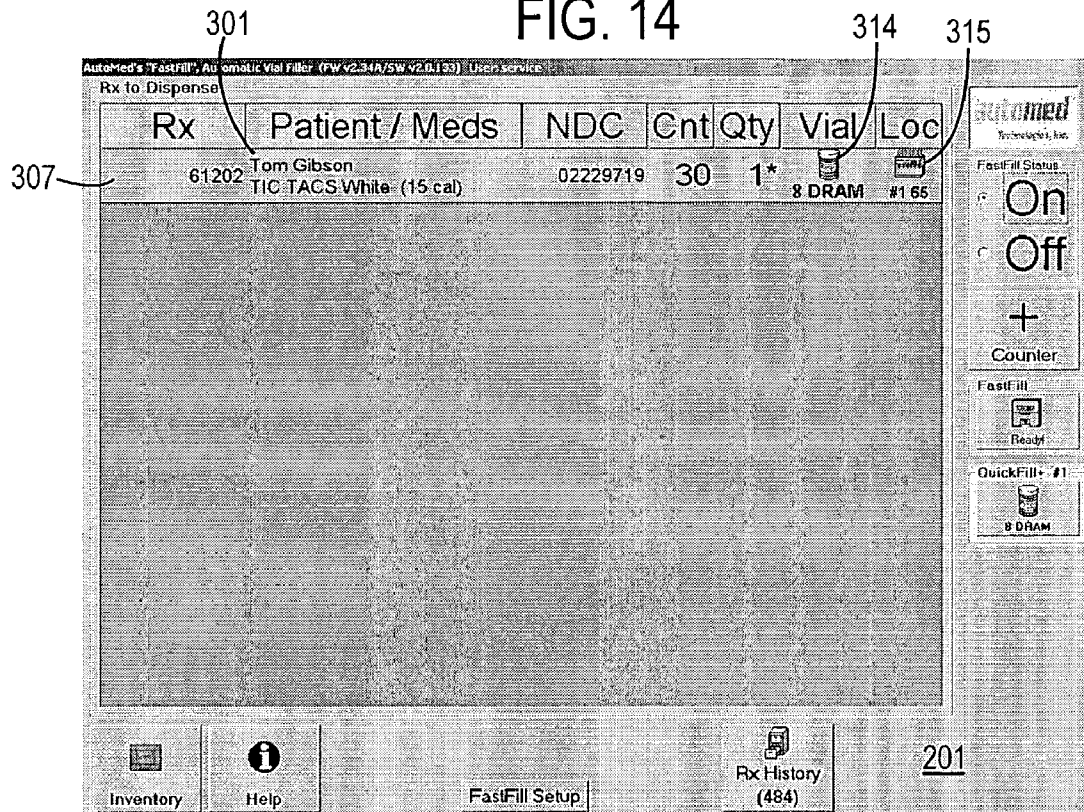 FIG. 14
301
314
315
AutoMed's "FastFill", Automatic Vial Filler (FW v2.34A/SW v2.0.133) User: service
Rx to Dispense
Rx Patient / Meds NDC Cnt Qty Vial Loc
automed
Technologies, Inc.
307
61202 Tom Gibson 02229719 30 1* 8 DRAM #1 65
TIC TACS White (15 cal)
FastFill Status
On
Off
+
Counter
FastFill
Ready!
QuickFill+ #1
8 DRAM
Inventory
Help
FastFill Setup
Rx History
(484)
201